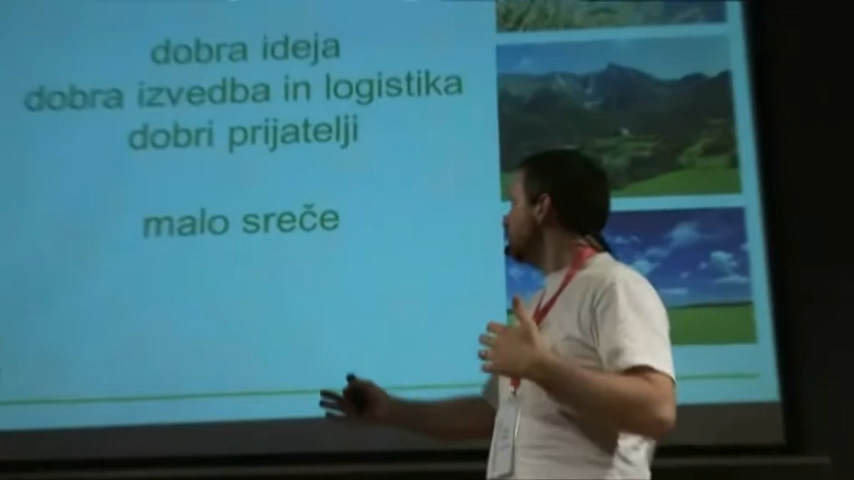 dobra ideja
dobra izvedba in logistika
dobri prijatelji
malo sreče